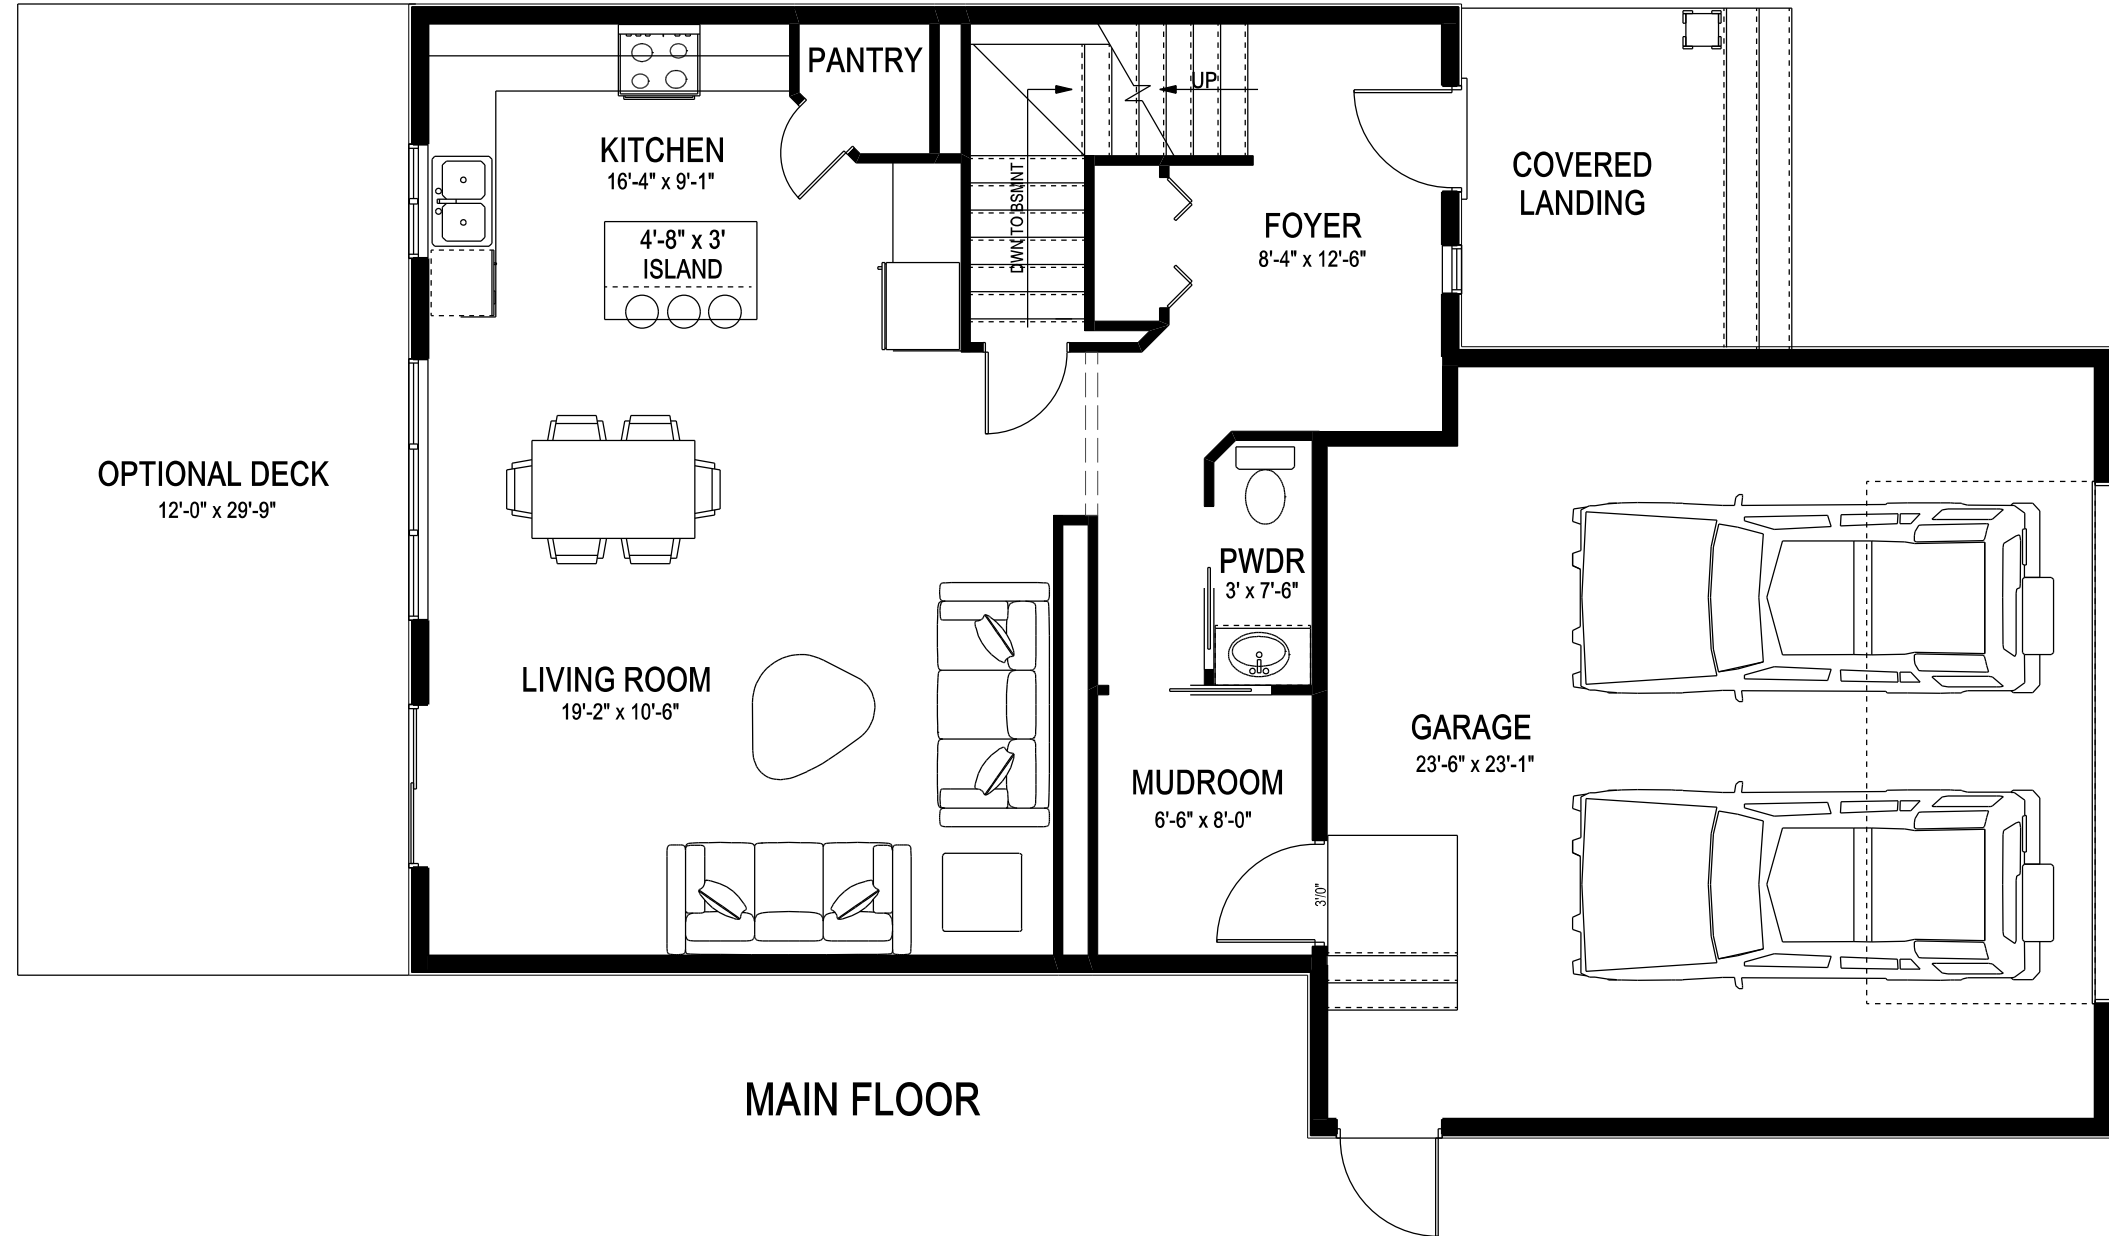 PANTRY
UP
KITCHEN
16'-4" x 9'-1"
DWN TO BSMNT
COVERED
LANDING
FOYER
8'-4" x 12'-6"
4'-8" x 3'
ISLAND
OPTIONAL DECK
12'-0" x 29'-9"
PWDR
3' x 7'-6"
LIVING ROOM
19'-2" x 10'-6"
GARAGE
23'-6" x 23'-1"
MUDROOM
6'-6" x 8'-0"
3'/0"
MAIN FLOOR